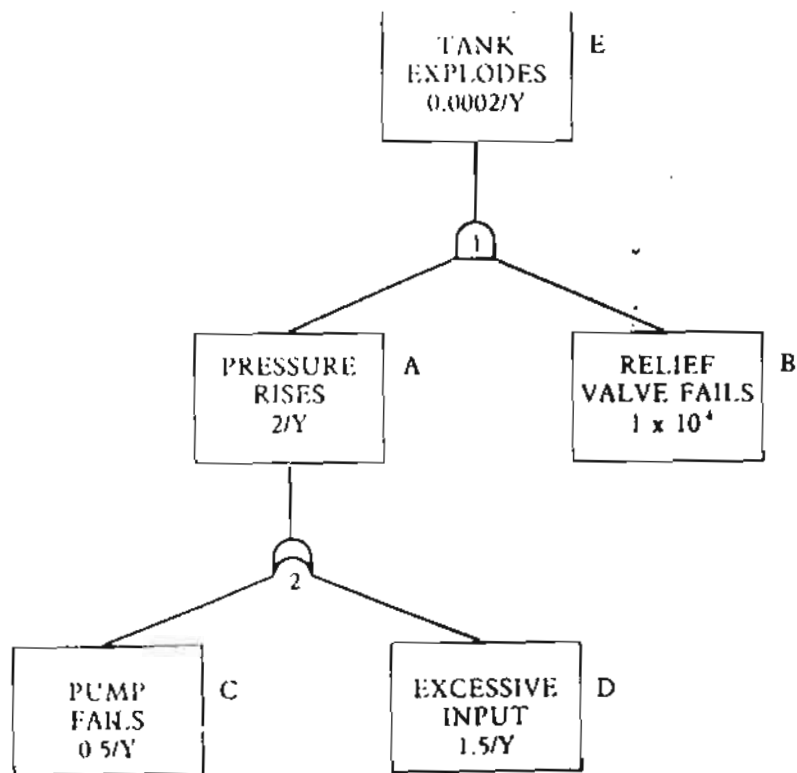 TANK
EXPLODES
0.0002/Y
E
1
PRESSURE
RISES
2/Y
A
RELIEF
VALVE FAILS
1 x 10⁴
B
2
PUMP
FAILS
0.5/Y
C
EXCESSIVE
INPUT
1.5/Y
D